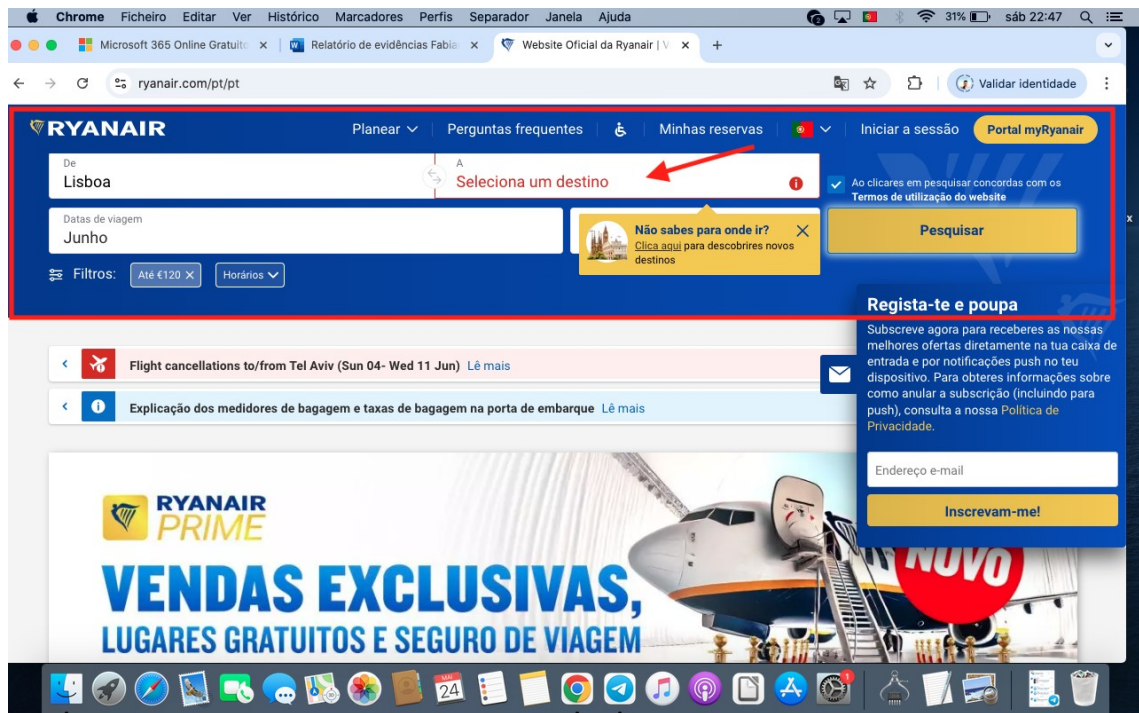 Chrome Ficheiro Editar Ver Histórico Marcadores Perfis Separador Janela Ajuda 31% sáb 22:47
Microsoft 365 Online Gratuito Relatório de evidências Fabia Website Oficial da Ryanair | V
ryanair.com/pt/pt Validar identidade
RYANAIR Planear Perguntas frequentes Minhas reservas Iniciar a sessão Portal myRyanair
De
Lisboa
A
Seleciona um destino
Ao clicares em pesquisar concordas com os
Termos de utilização do website
Datas de viagem
Junho
Não sabes para onde ir?
Clica aqui para descobrires novos
destinos
Pesquisar
Filtros: Até €120 Horários
Regista-te e poupa
Subscreve agora para receberes as nossas
melhores ofertas diretamente na tua caixa de
entrada e por notificações push no teu
dispositivo. Para obteres informações sobre
como anular a subscrição (incluindo para
push), consulta a nossa Política de
Privacidade.
Endereço e-mail
Inscrevam-me!
Flight cancellations to/from Tel Aviv (Sun 04- Wed 11 Jun) Lê mais
Explicação dos medidores de bagagem e taxas de bagagem na porta de embarque Lê mais
RYANAIR
PRIME
VENDAS EXCLUSIVAS,
LUGARES GRATUITOS E SEGURO DE VIAGEM
NOVO
MAI
24
1